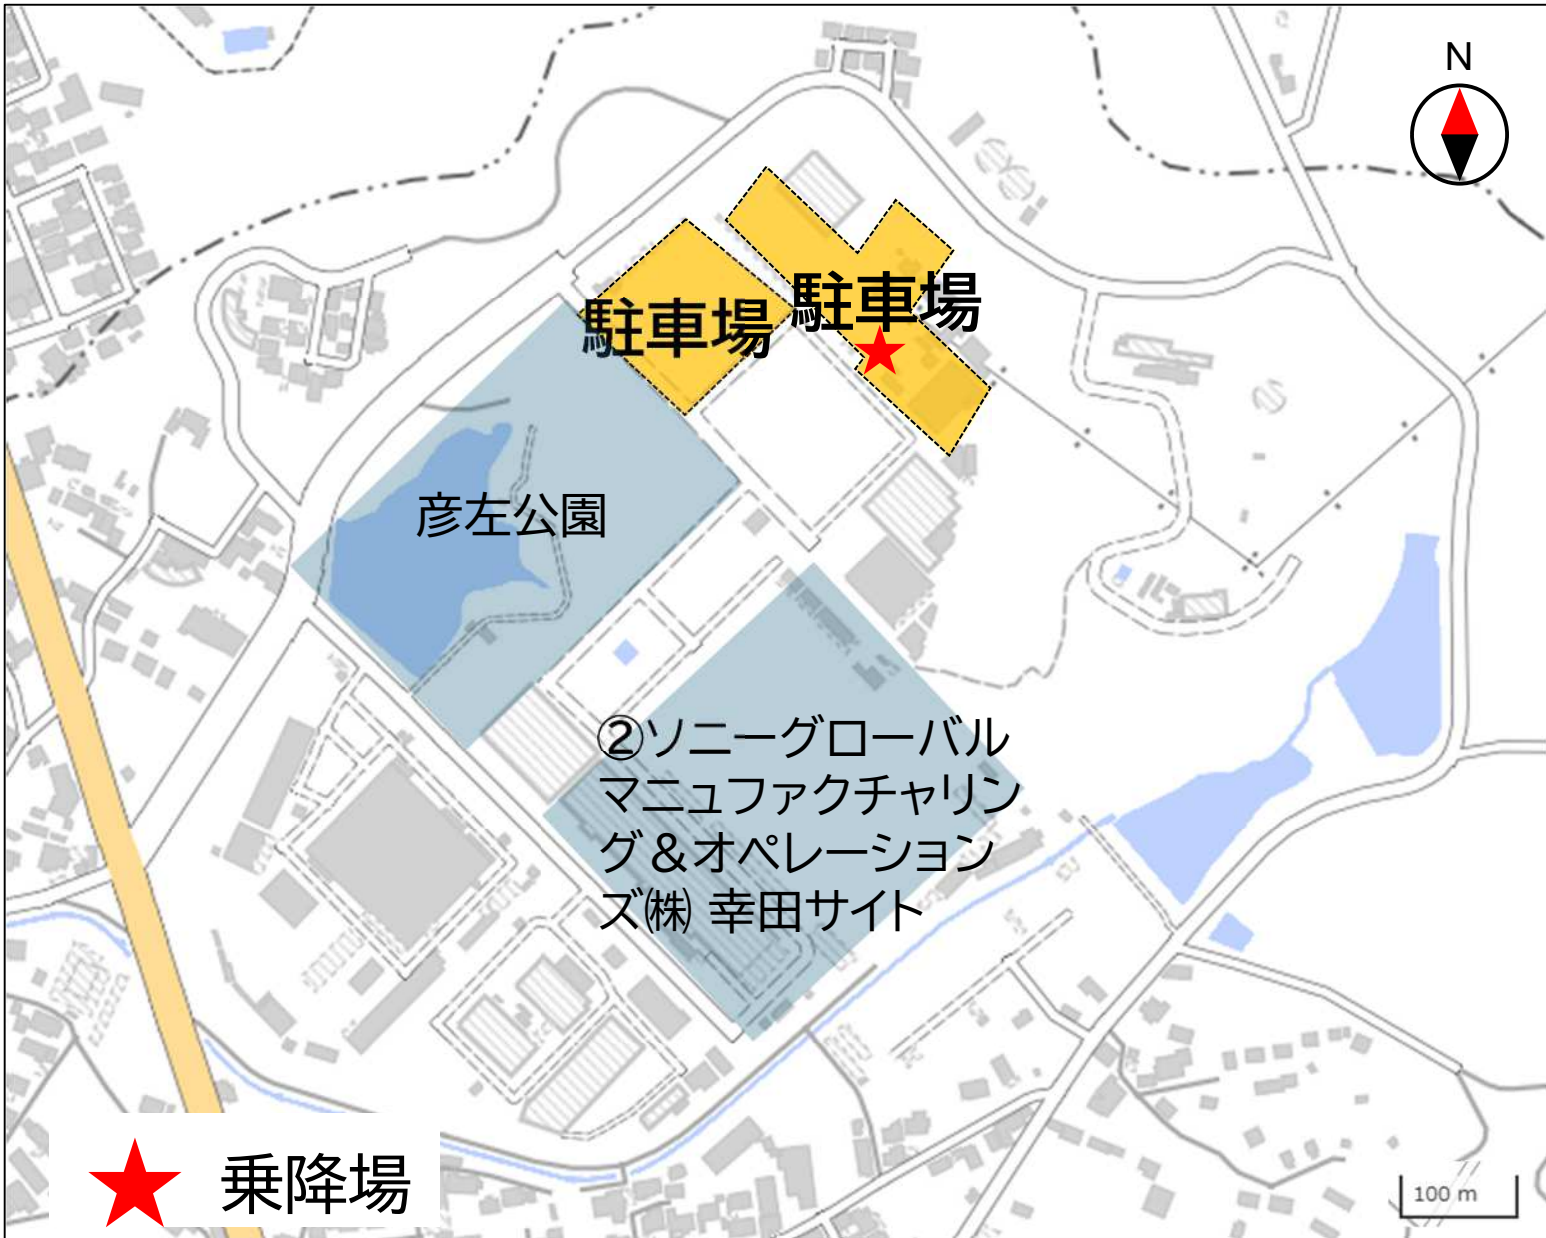 N
駐車場
駐車場
彦左公園
②ソニーグローバル
マニュファクチャリン
グ＆オペレーション
ズ㈱ 幸田サイト
乗降場
100 m